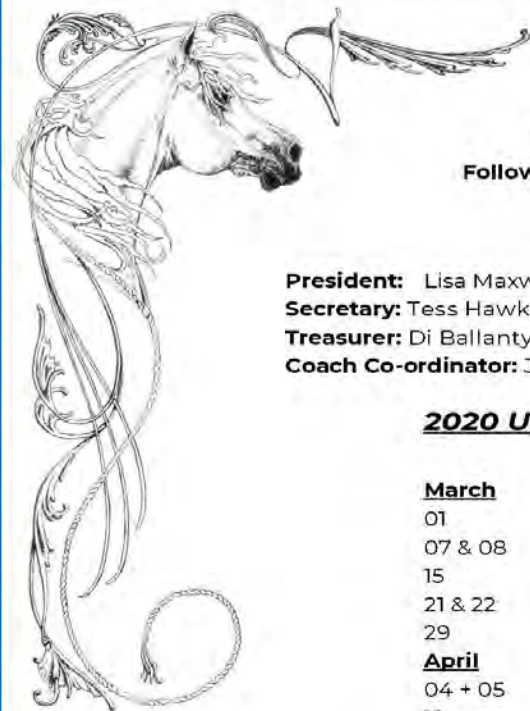 Follow
President: Lisa Maxw
Secretary: Tess Hawk
Treasurer: Di Ballanty
Coach Co-ordinator:
2020 U
March
01
07 & 08
15
21 & 22
29
April
04 + 05